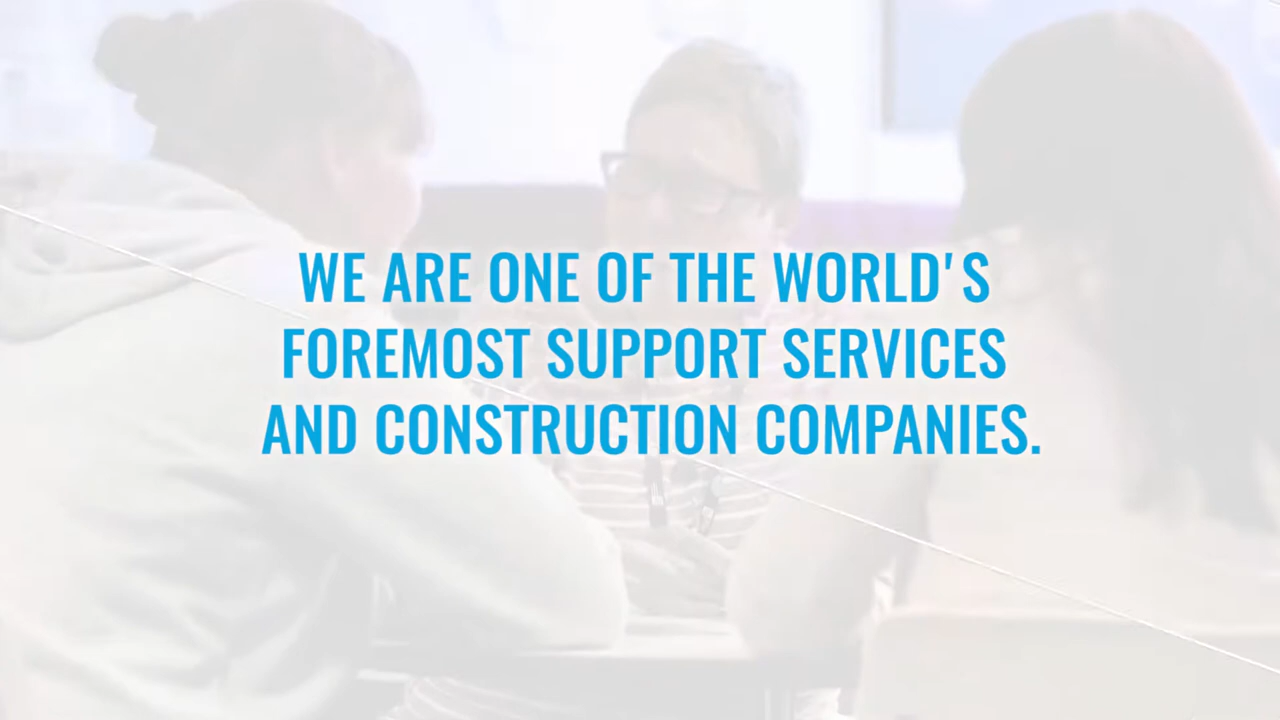 WE ARE ONE OF THE WORLD'S
FOREMOST SUPPORT SERVICES
AND CONSTRUCTION COMPANIES.